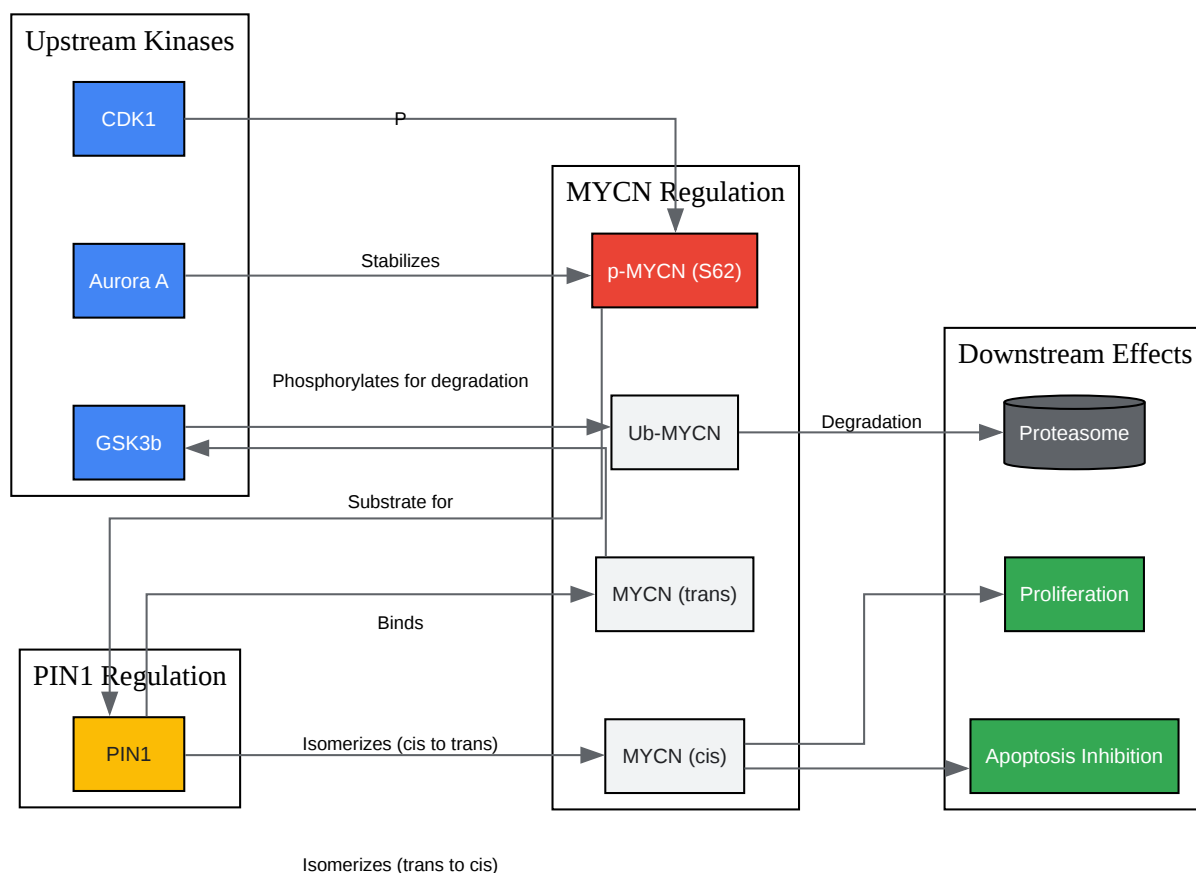 Upstream Kinases
CDK1
P
MYCN Regulation
Aurora A
Stabilizes
p-MYCN (S62)
Downstream Effects
Phosphorylates for degradation
GSK3b
Ub-MYCN
Degradation
Proteasome
Substrate for
MYCN (trans)
Proliferation
Binds
PIN1 Regulation
PIN1
Isomerizes (cis to trans)
MYCN (cis)
Apoptosis Inhibition
Isomerizes (trans to cis)